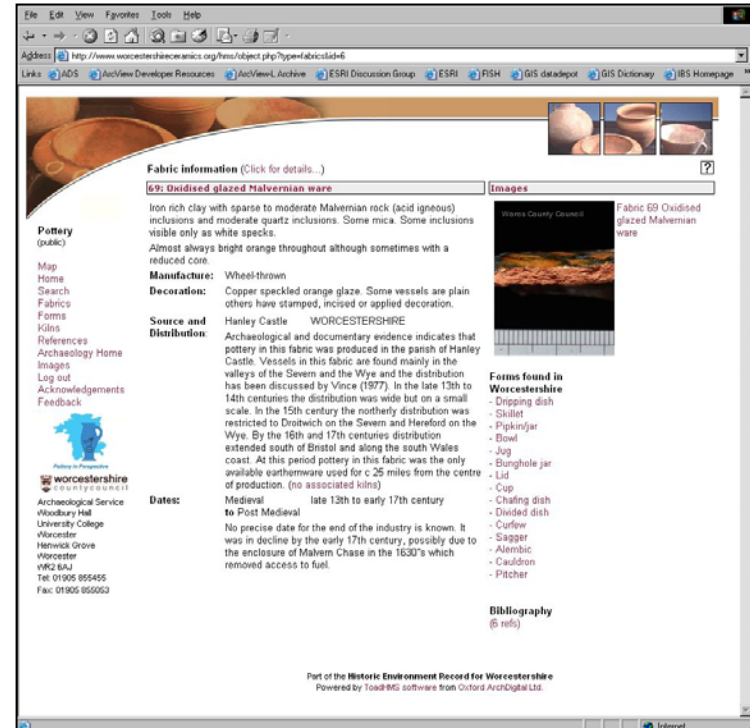 File Edit View Favorites Tools Help
Address http://www.worcestershireceramics.org/hms/object.php?type=fabrics&id=6
Links ADS ArcView Developer Resources ArcView-L Archive ESRI Discussion Group ESRI FISH GIS datadepot GIS Dictionary IBS Homepage
Fabric information (Click for details...)
?
69: Oxidised glazed Malvernian ware
Iron rich clay with sparse to moderate Malvernian rock (acid igneous)
inclusions and moderate quartz inclusions. Some mica. Some inclusions
visible only as white specks.
Almost always bright orange throughout although sometimes with a
reduced core.
Manufacture: Wheel-thrown
Decoration: Copper speckled orange glaze. Some vessels are plain
others have stamped, incised or applied decoration.
Source and Distribution: Hanley Castle WORCESTERSHIRE
Archaeological and documentary evidence indicates that
pottery in this fabric was produced in the parish of Hanley
Castle. Vessels in this fabric are found mainly in the
valleys of the Severn and the Wye and the distribution
has been discussed by Vince (1977). In the late 13th to
14th centuries the distribution was wide but on a small
scale. In the 15th century the northerly distribution was
restricted to Droitwich on the Severn and Hereford on the
Wye. By the 16th and 17th centuries distribution
extended south of Bristol and along the south Wales
coast. At this period pottery in this fabric was the only
available earthernware used for c 25 miles from the centre
of production. (no associated kilns)
Dates: Medieval late 13th to early 17th century
to Post Medieval
No precise date for the end of the industry is known. It
was in decline by the early 17th century, possibly due to
the enclosure of Malvern Chase in the 1630"s which
removed access to fuel.
Images
Worcs County Council
Fabric 69 Oxidised
glazed Malvernian
ware
Forms found in
Worcestershire
- Dripping dish
- Skillet
- Pipkin/jar
- Bowl
- Jug
- Bunghole jar
- Lid
- Cup
- Chafing dish
- Divided dish
- Curfew
- Sagger
- Alembic
- Cauldron
- Pitcher
Bibliography
(6 refs)
Pottery
(public)
Map
Home
Search
Fabrics
Forms
Kilns
References
Archaeology Home
Images
Log out
Acknowledgements
Feedback
Pottery in Perspective
worcestershire
countycouncil
Archaeological Service
Woodbury Hall
University College
Worcester
Henwick Grove
Worcester
WR2 6AJ
Tel: 01905 855455
Fax: 01905 855053
Part of the Historic Environment Record for Worcestershire
Powered by ToadHMS software from Oxford ArchDigital Ltd.
Internet